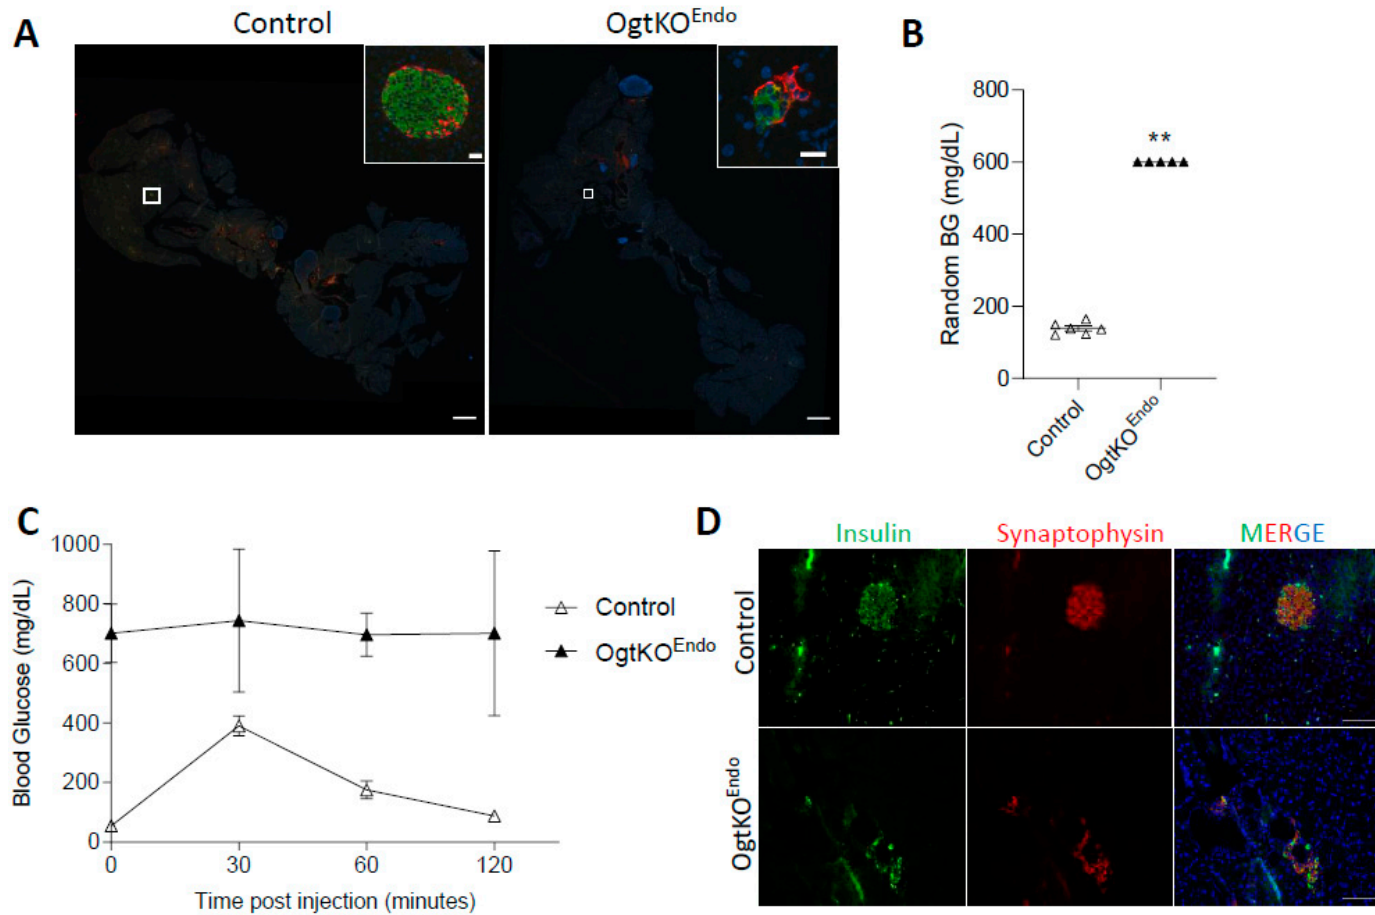 A
Control
OgtKO^Endo
B
800
600
400
200
0
Random BG (mg/dL)
**
Control
OgtKO^Endo
C
1000
800
600
400
200
0
Blood Glucose (mg/dL)
0 30 60 120
Time post injection (minutes)
Control
OgtKO^Endo
D
Insulin Synaptophysin MERGE
Control
OgtKO^Endo